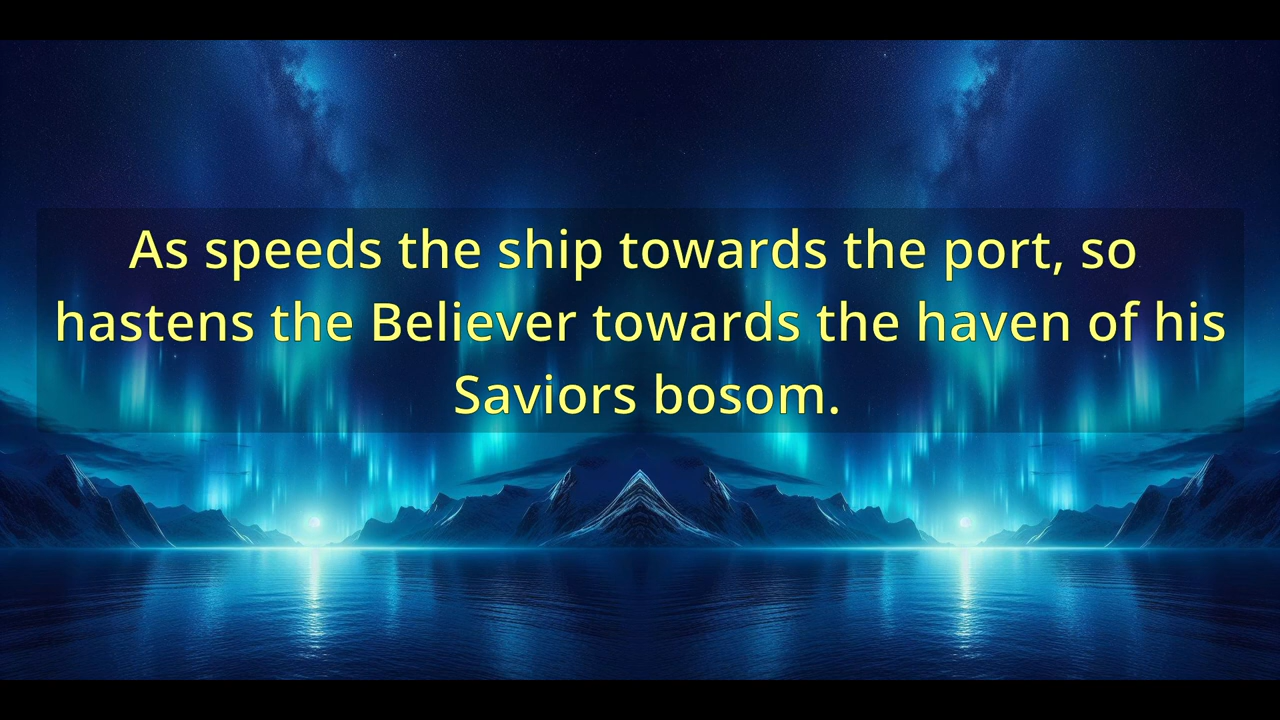 As speeds the ship towards the port, so
hastens the Believer towards the haven of his
Saviors bosom.